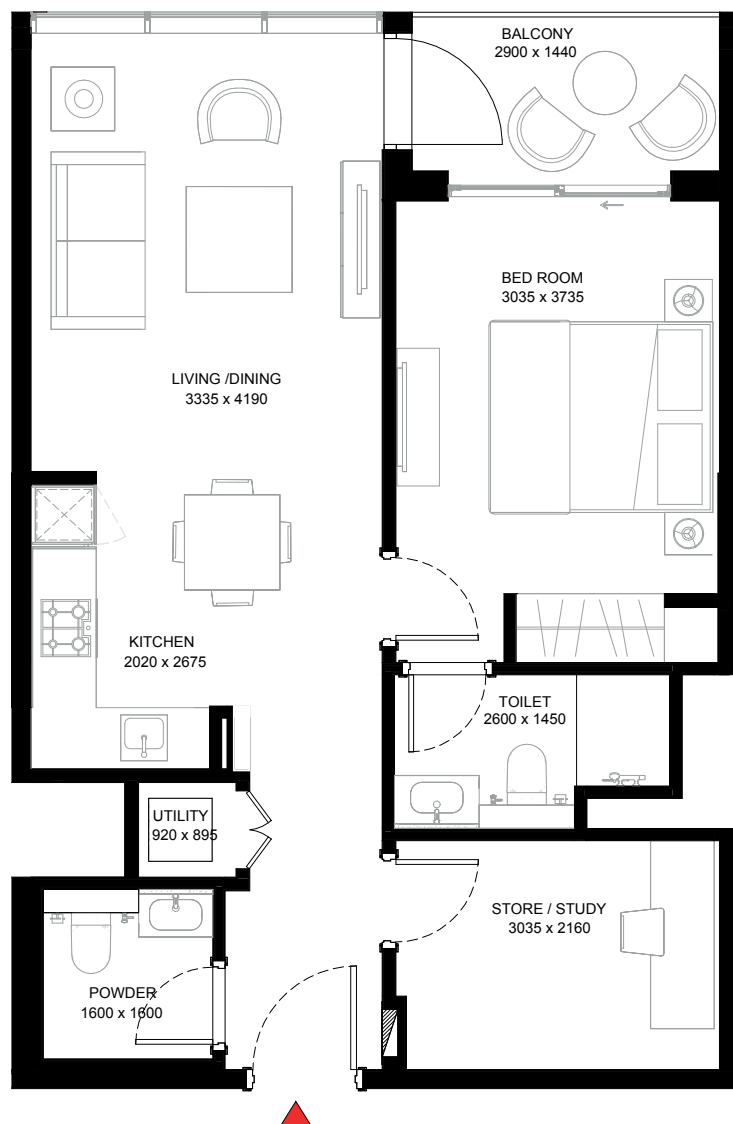 BALCONY
2900 x 1440
BED ROOM
3035 x 3735
LIVING /DINING
3335 x 4190
KITCHEN
2020 x 2675
TOILET
2600 x 1450
UTILITY
920 x 895
STORE / STUDY
3035 x 2160
POWDER
1600 x 1600